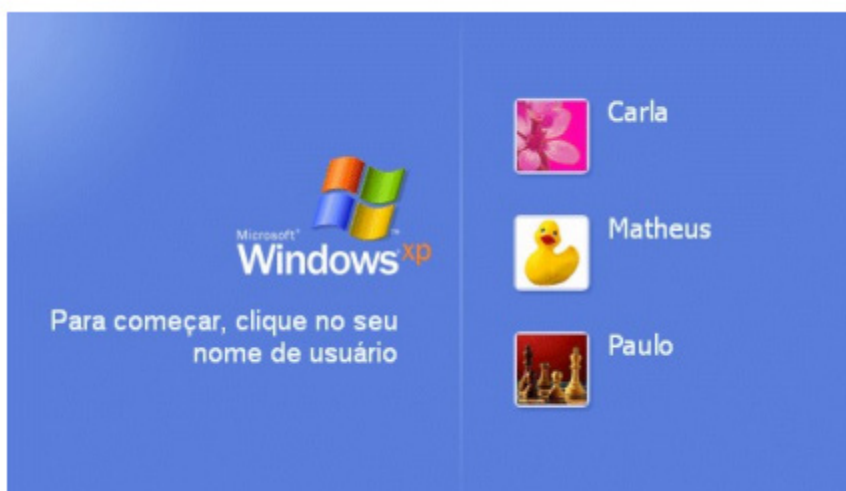 Microsoft®
Windows xp
Para começar, clique no seu
nome de usuário
Carla
Matheus
Paulo